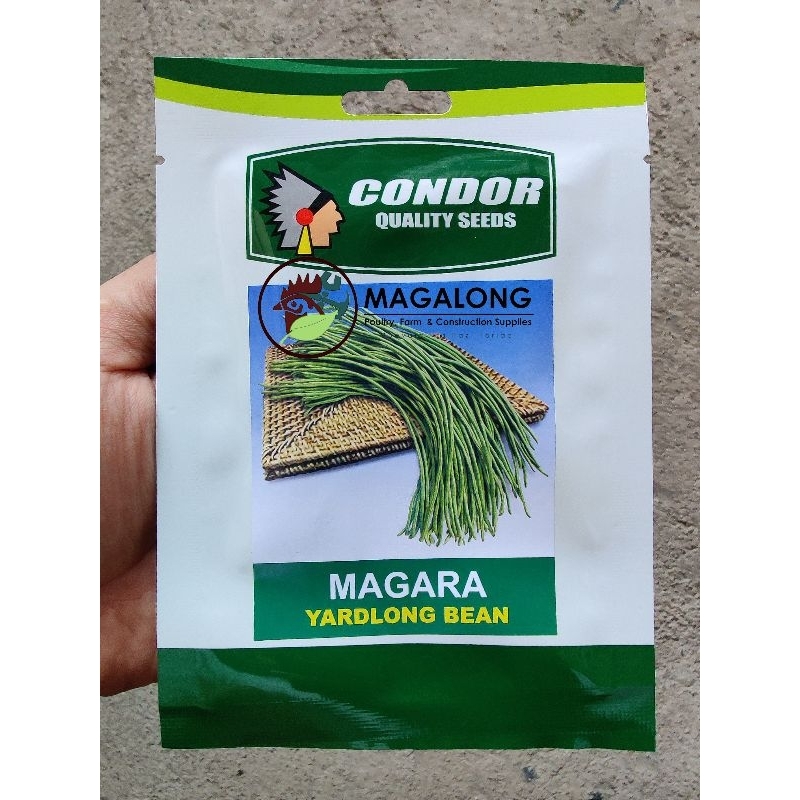 CONDOR
QUALITY SEEDS
MAGALONG
Poultry, Farm & Construction Supplies
MAGARA
YARDLONG BEAN